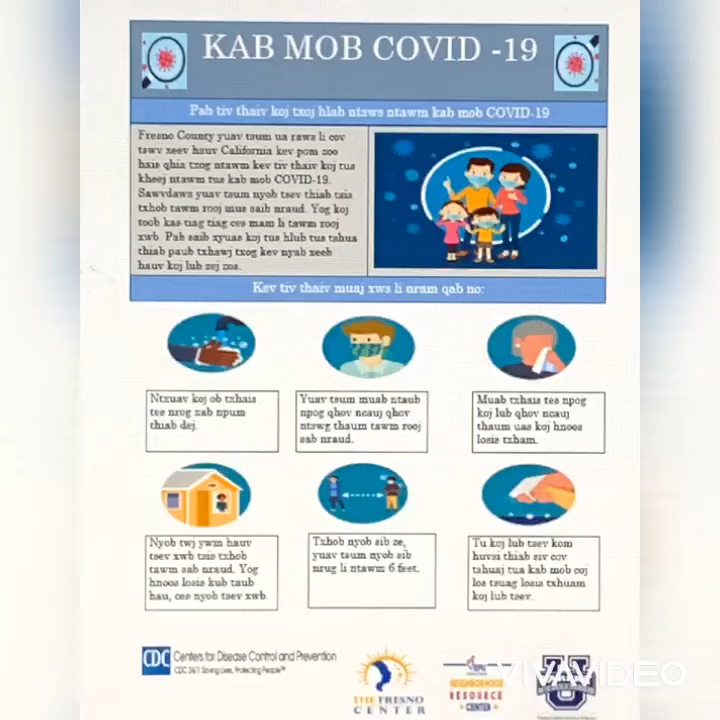 KAB MOB COVID -19
Pab tiv thaiv koj txoj hlab ntsws ntawm kab mob COVID-19
Fresno County yuav tsum ua raws li cov
tswv xeev hauv California kev pom zoo
hais qhia txog ntawm kev tiv thaiv koj tus
kheej ntawm tus kab mob COVID-19.
Sawvdaws yuav tsum nyob tsev thiab tsis
txhob tawm rooj mus sab nraud. Yog koj
toob kas tiag tiag ces mam li tawm rooj
xwb. Pab saib xyuas koj tus hlub tus tshua
thiab paub txhawj txog kev nyab xeeb
hauv koj lub zej zos.
Kev tiv thaiv muaj xws li nram qab no:
Ntxuav koj ob txhais
tes nrog xab npum
thiab dej.
Yuav tsum muab ntaub
npog qhov ncauj qhov
ntswg thaum tawm rooj
sab nraud.
Muab txhais tes npog
koj lub qhov ncauj
thaum uas koj hnoos
losis txham.
Nyob twj ywm hauv
tsev xwb tsis txhob
tawm sab nraud. Yog
hnoos losis kub taub
hau, ces nyob tsev xwb.
Txhob nyob sib ze,
yuav tsum nyob sib
nrug li ntawm 6 feet.
Tu koj lub tsev kom
huvsi thiab siv cov
tshuaj tua kab mob coj
los tsuag losis txhuam
koj lub tsev.
CDC Centers for Disease Control and Prevention
CDC 24/7: Saving Lives, Protecting People™
THE FRESNO
CENTER
NEIGHBORHOOD
RESOURCE
CENTER
VIVAVIDEO